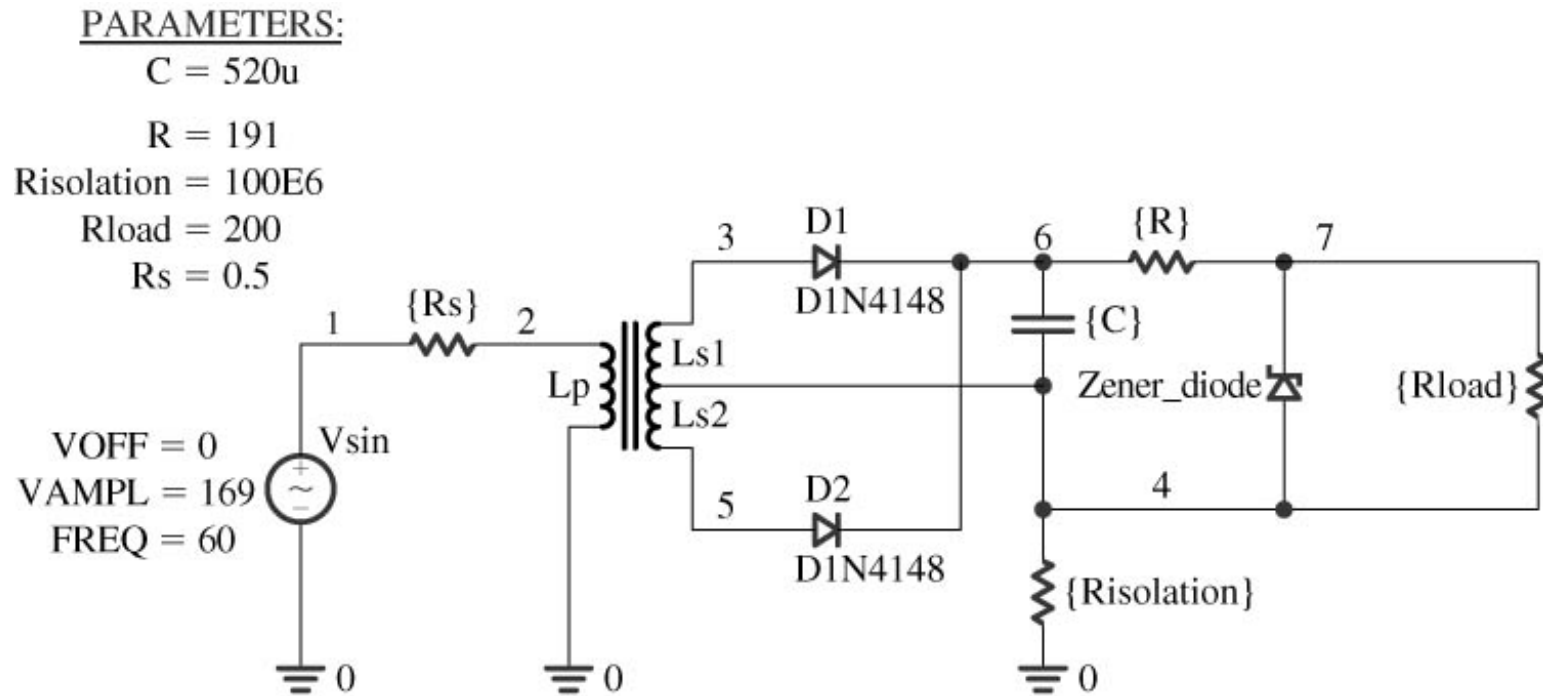 PARAMETERS:
C = 520u
R = 191
Risolation = 100E6
Rload = 200
Rs = 0.5
1
{Rs}
2
Lp
Ls1
Ls2
3
D1
D1N4148
5
D2
D1N4148
6
{R}
7
{C}
Zener_diode
{Rload}
4
{Risolation}
VOFF = 0
VAMPL = 169
FREQ = 60
Vsin
+
~
−
0
0
0